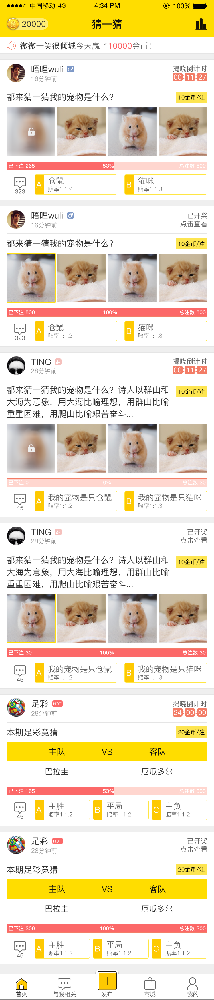 中国移动 4G 4:34 PM 100%
猜 20000 猜一猜
微微一笑很倾城今天赢了10000金币！
唔哩wuli 揭晓倒计时
16分钟前 00:11:27
都来猜一猜我的宠物是什么？ 10金币/注
已下注 265 53% 总注数 500
A 仓鼠 B 猫咪
323 赔率1:1.2 赔率1:1.3
唔哩wuli 已开奖
16分钟前 点击查看
都来猜一猜我的宠物是什么？ 10金币/注
已下注 500 100% 总注数 500
A 仓鼠 B 猫咪
323 赔率1:1.2 赔率1:1.3
TING 揭晓倒计时
28分钟前 00:11:27
都来猜一猜我的宠物是什么？诗人以群山和 10金币/注
大海为意象，用大海比喻理想，用群山比喻
重重困难，用爬山比喻艰苦奋斗...
已下注 0 0% 总注数 30
A 我的宠物是只仓鼠 B 我的宠物是只猫咪
45 赔率1:1.2 赔率1:1.3
TING 已开奖
28分钟前 点击查看
都来猜一猜我的宠物是什么？诗人以群山和 10金币/注
大海为意象，用大海比喻理想，用群山比喻
重重困难，用爬山比喻艰苦奋斗...
已下注 30 100% 总注数 30
A 我的宠物是只仓鼠 B 我的宠物是只猫咪
45 赔率1:1.2 赔率1:1.3
足彩 HOT 揭晓倒计时
28分钟前 24:00:00
本期足彩竞猜 20金币/注
主队 VS 客队
巴拉圭 厄瓜多尔
已下注 165 53% 总注数 300
A 主胜 B 平局 C 主负
45 赔率1:1.2 赔率1:1.2 赔率1:1.2
足彩 HOT 已开奖
28分钟前 点击查看
本期足彩竞猜 20金币/注
主队 VS 客队
巴拉圭 厄瓜多尔
已下注 300 100% 总注数 300
A 主胜 B 平局 C 主负
45 赔率1:1.2 赔率1:1.2 赔率1:1.2
首页 与我相关 发布 商城 我的